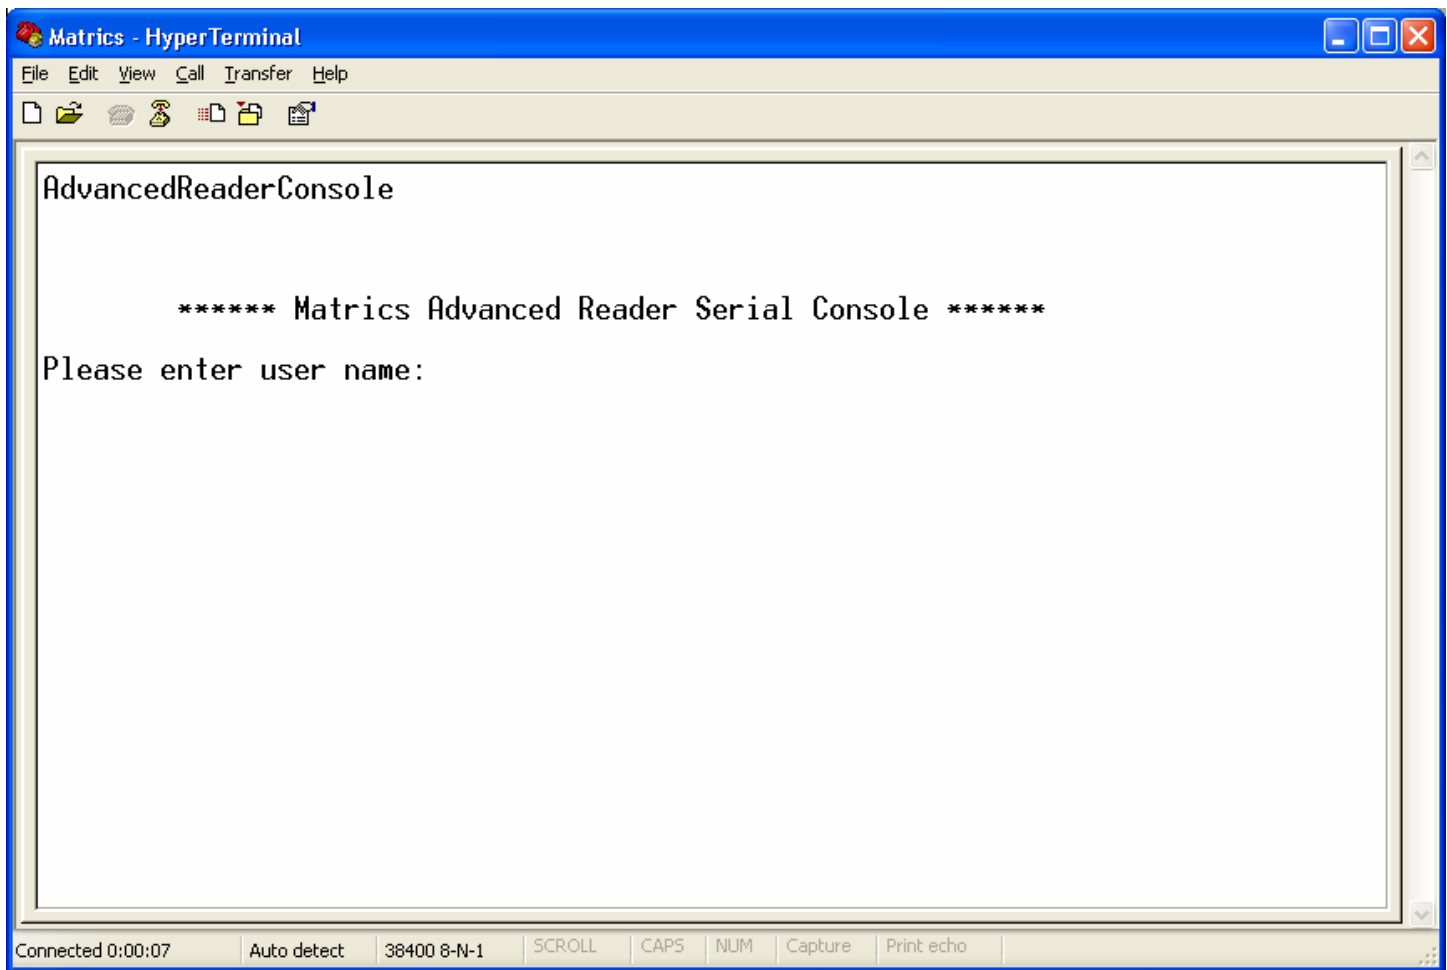 Matrics - HyperTerminal
File Edit View Call Transfer Help
AdvancedReaderConsole
****** Matrics Advanced Reader Serial Console ******
Please enter user name:
Connected 0:00:07 Auto detect 38400 8-N-1 SCROLL CAPS NUM Capture Print echo